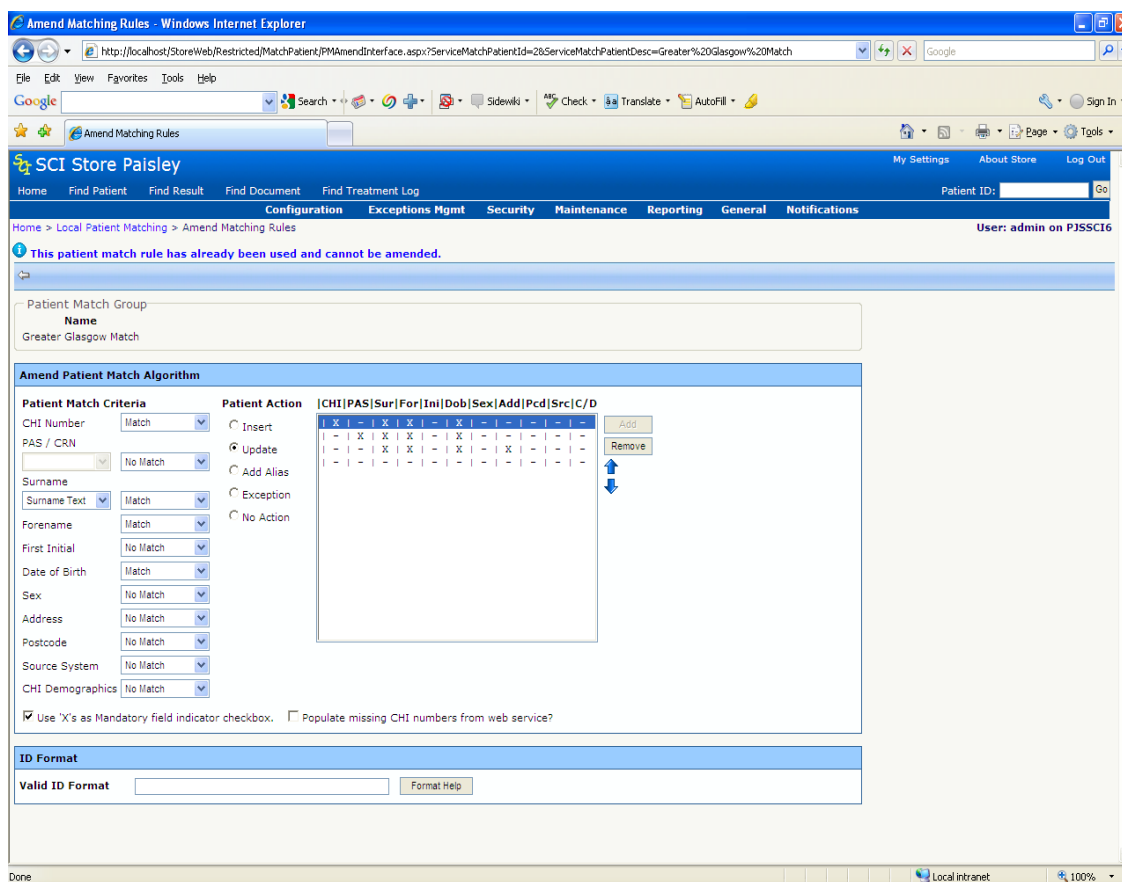 Amend Matching Rules - Windows Internet Explorer
http://localhost/StoreWeb/Restricted/MatchPatient/PMAmendInterface.aspx?ServiceMatchPatientId=2&ServiceMatchPatientDesc=Greater%20Glasgow%20Match
Google
File Edit View Favorites Tools Help
Google Search Sidewiki ABC Check Translate AutoFill Sign In
Amend Matching Rules Page Tools
SCI Store Paisley My Settings About Store Log Out
Home Find Patient Find Result Find Document Find Treatment Log Patient ID: Go
Configuration Exceptions Mgmt Security Maintenance Reporting General Notifications
Home > Local Patient Matching > Amend Matching Rules User: admin on PJSSCI6
This patient match rule has already been used and cannot be amended.
Patient Match Group
Name
Greater Glasgow Match
Amend Patient Match Algorithm
Patient Match Criteria Patient Action |CHI|PAS|Sur|For|Ini|Dob|Sex|Add|Pcd|Src|C/D
CHI Number Match Insert | X | - | X | X | - | X | - | - | - | - | - Add
PAS / CRN | - | X | X | X | - | X | - | - | - | - | -
No Match Update | - | - | X | X | - | X | - | X | - | - | - Remove
| - | - | - | - | - | - | - | - | - | - | -
Surname Add Alias
Surname Text Match Exception
Forename Match No Action
First Initial No Match
Date of Birth Match
Sex No Match
Address No Match
Postcode No Match
Source System No Match
CHI Demographics No Match
Use 'X's as Mandatory field indicator checkbox. Populate missing CHI numbers from web service?
ID Format
Valid ID Format Format Help
Done Local intranet 100%